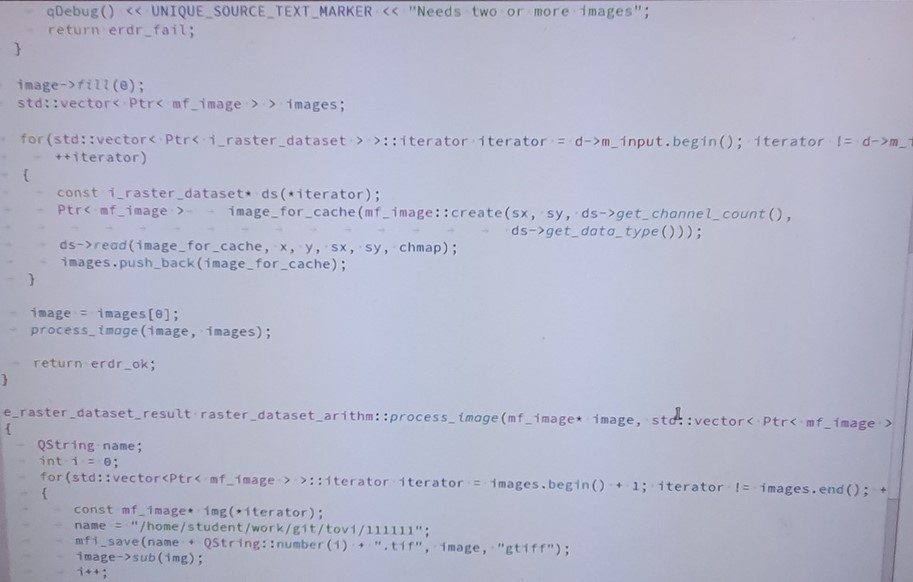 qDebug() << UNIQUE_SOURCE_TEXT_MARKER << "Needs two or more images";
return erdr_fail;
}
image->fill(0);
std::vector< Ptr< mf_image > > images;
for(std::vector< Ptr< i_raster_dataset > >::iterator iterator = d->m_input.begin(); iterator != d->m_i
++iterator)
{
const i_raster_dataset* ds(*iterator);
Ptr< mf_image > image_for_cache(mf_image::create(sx, sy, ds->get_channel_count(),
ds->get_data_type()));
ds->read(image_for_cache, x, y, sx, sy, chmap);
images.push_back(image_for_cache);
}
image = images[0];
process_image(image, images);
return erdr_ok;
}
e_raster_dataset_result raster_dataset_arithm::process_image(mf_image* image, std::vector< Ptr< mf_image >
{
QString name;
int i = 0;
for(std::vector<Ptr< mf_image > >::iterator iterator = images.begin() + 1; iterator != images.end(); +
{
const mf_image* img(*iterator);
name = "/home/student/work/git/tovi/111111";
mfi_save(name + QString::number(i) + ".tif", image, "gtiff");
image->sub(img);
i++;